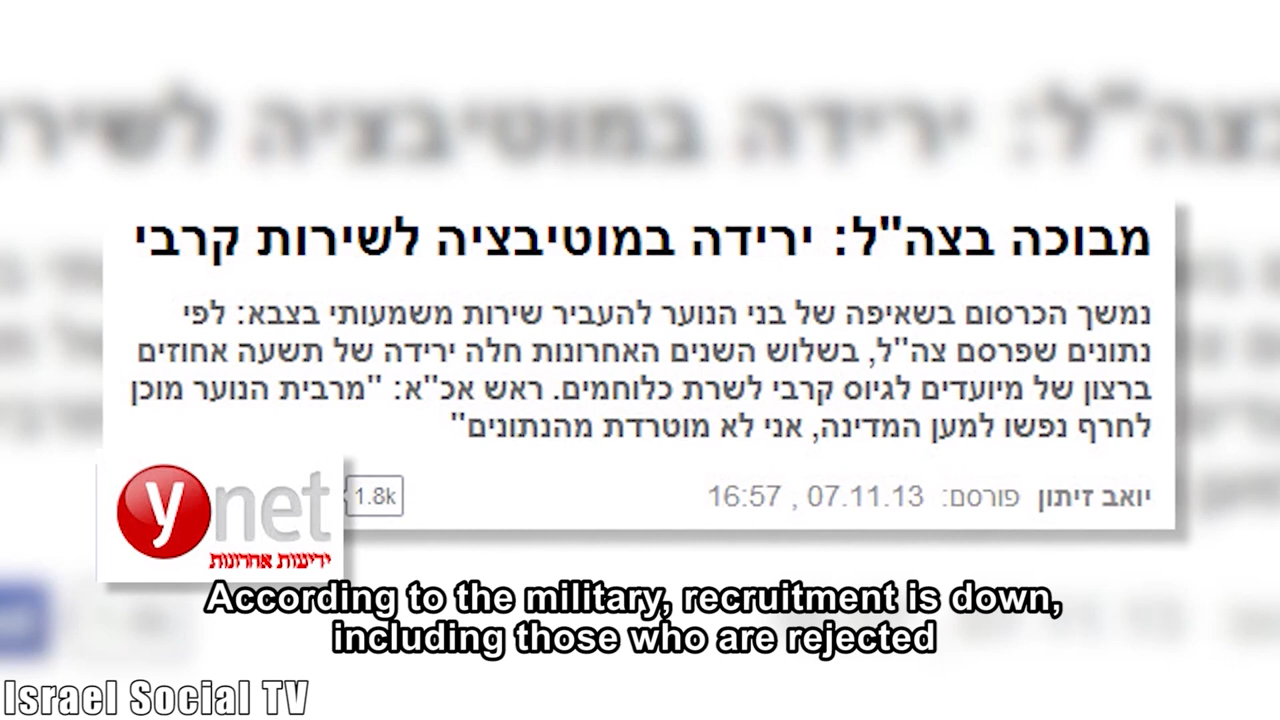 מבוכה בצה"ל: ירידה במוטיבציה לשירות קרבי
נמשך הכרסום בשאיפה של בני הנוער להעביר שירות משמעותי בצבא: לפי
נתונים שפרסם צה"ל, בשלוש השנים האחרונות חלה ירידה של תשעה אחוזים
ברצון של מיועדים לגיוס קרבי לשרת כלוחמים. ראש אכ"א: "מרבית הנוער מוכן
לחרף נפשו למען המדינה, אני לא מוטרדת מהנתונים"
יואב זיתון פורסם: 07.11.13 , 16:57
1.8k
ynet
ידיעות אחרונות
According to the military, recruitment is down,
including those who are rejected
Israel Social TV